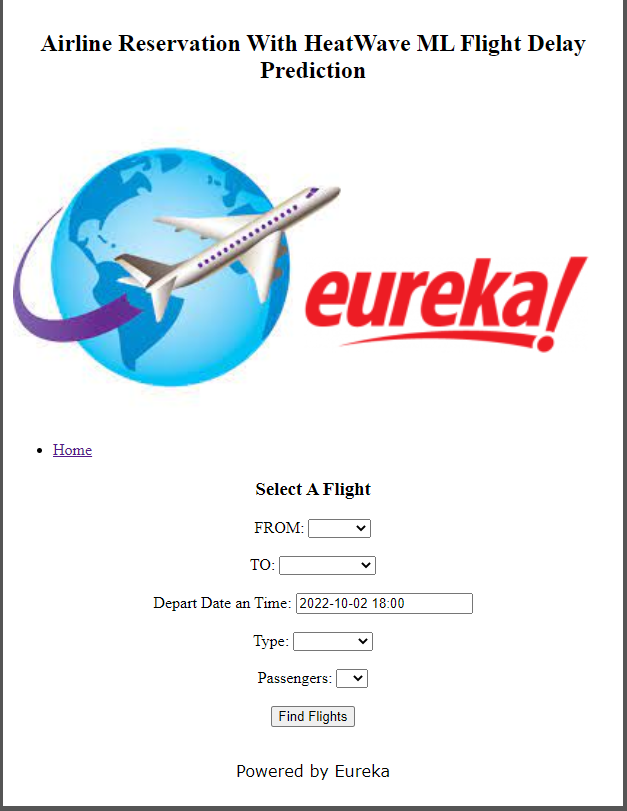 Airline Reservation With HeatWave ML Flight Delay
Prediction
eureka!
Home
Select A Flight
FROM:
TO:
Depart Date an Time: 2022-10-02 18:00
Type:
Passengers:
Find Flights
Powered by Eureka